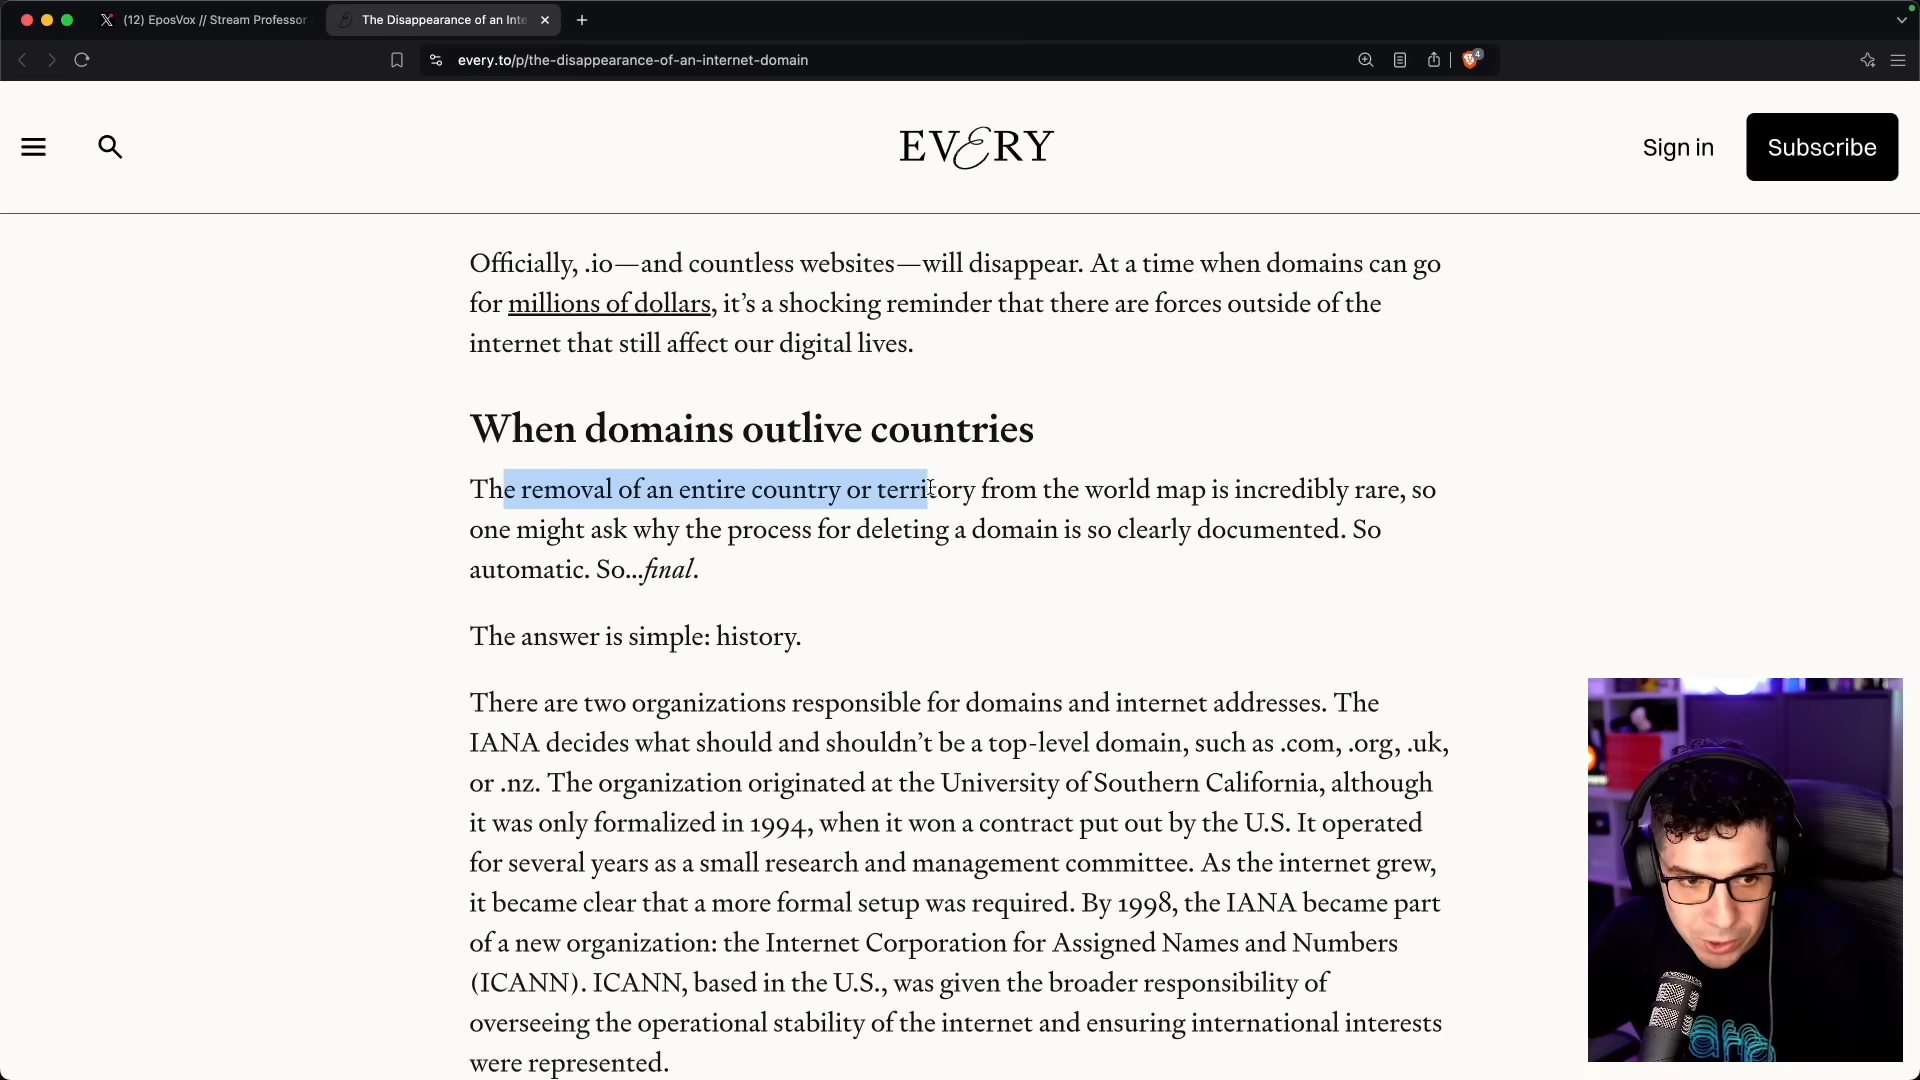 (12) EposVox // Stream Professor
The Disappearance of an Inte
every.to/p/the-disappearance-of-an-internet-domain
4
EVERY
Sign in
Subscribe
Officially, .io—and countless websites—will disappear. At a time when domains can go
for millions of dollars, it’s a shocking reminder that there are forces outside of the
internet that still affect our digital lives.
When domains outlive countries
The removal of an entire country or territory from the world map is incredibly rare, so
one might ask why the process for deleting a domain is so clearly documented. So
automatic. So...final.
The answer is simple: history.
There are two organizations responsible for domains and internet addresses. The
IANA decides what should and shouldn’t be a top-level domain, such as .com, .org, .uk,
or .nz. The organization originated at the University of Southern California, although
it was only formalized in 1994, when it won a contract put out by the U.S. It operated
for several years as a small research and management committee. As the internet grew,
it became clear that a more formal setup was required. By 1998, the IANA became part
of a new organization: the Internet Corporation for Assigned Names and Numbers
(ICANN). ICANN, based in the U.S., was given the broader responsibility of
overseeing the operational stability of the internet and ensuring international interests
were represented.